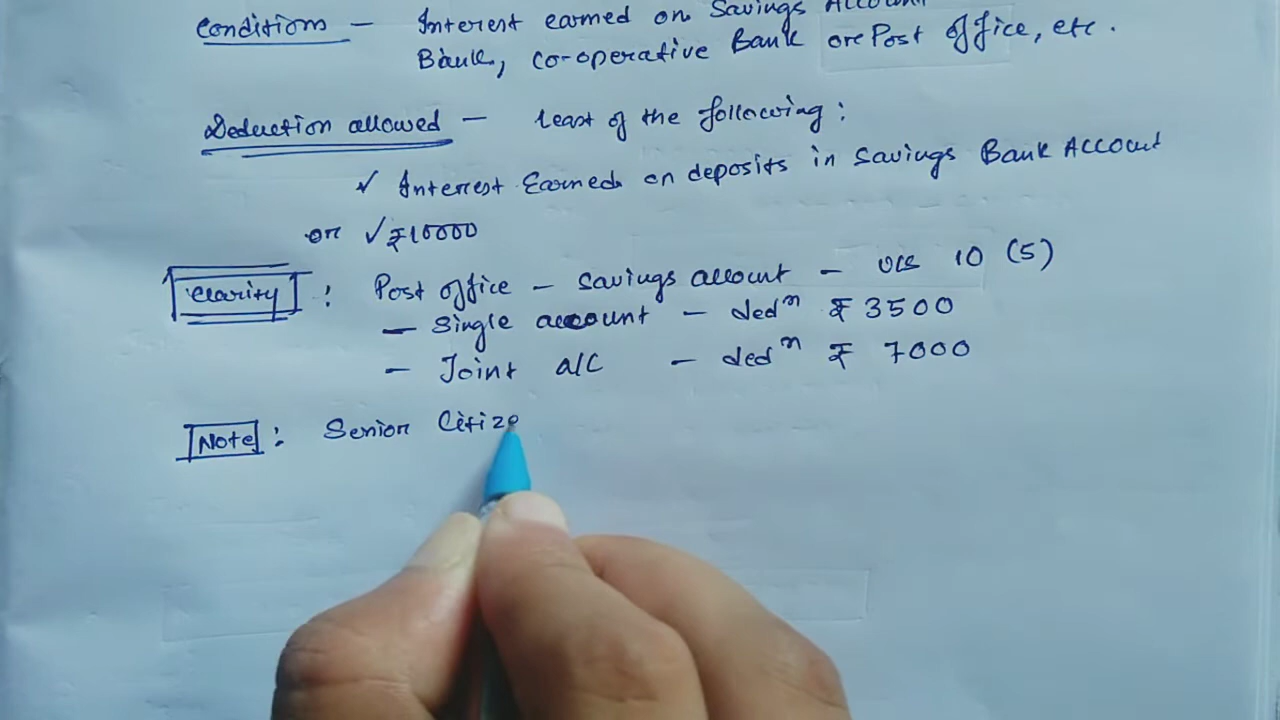 Conditions - Interest earned on Savings Account
Bank, co-operative Bank or Post office, etc.
Deduction allowed - least of the following:
✓ Interest Earned on deposits in Savings Bank Account
or ✓ ₹10000
Clarity : Post office - Savings account - u/s 10 (5)
- Single account - dedⁿ ₹ 3500
- Joint a/c - dedⁿ ₹ 7000
Note : Senior Citize